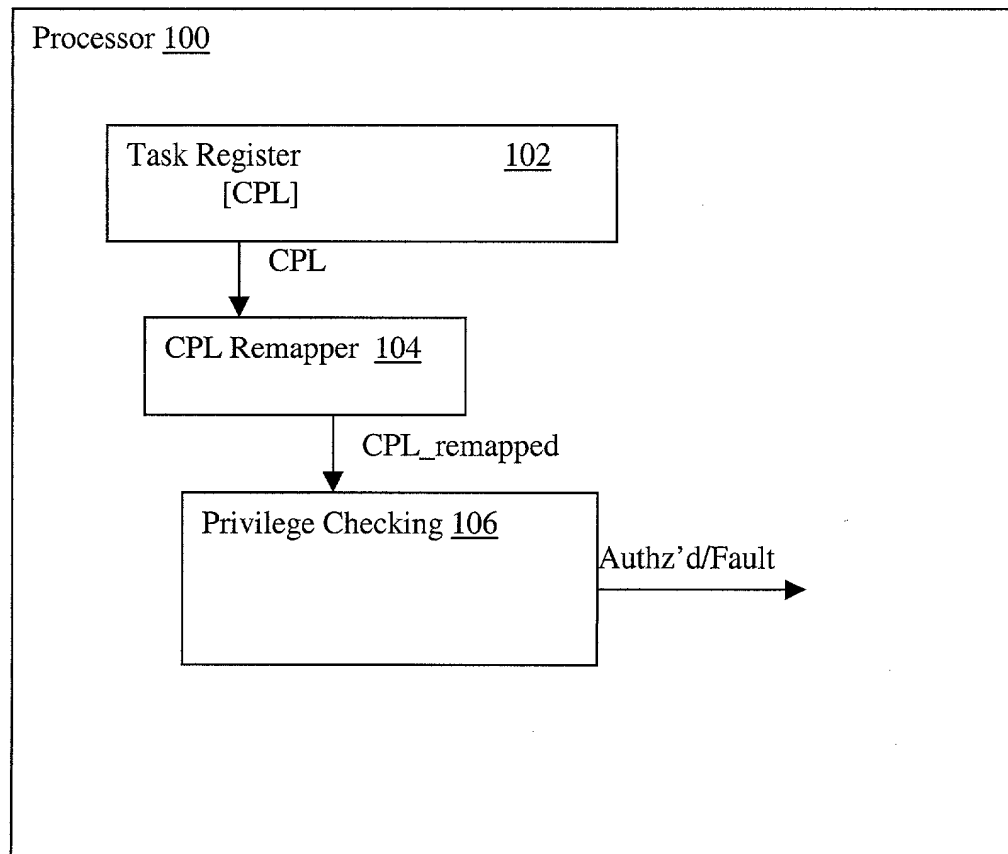 Processor 100
Task Register 102
[CPL]
CPL
CPL Remapper 104
CPL_remapped
Privilege Checking 106
Authz'd/Fault